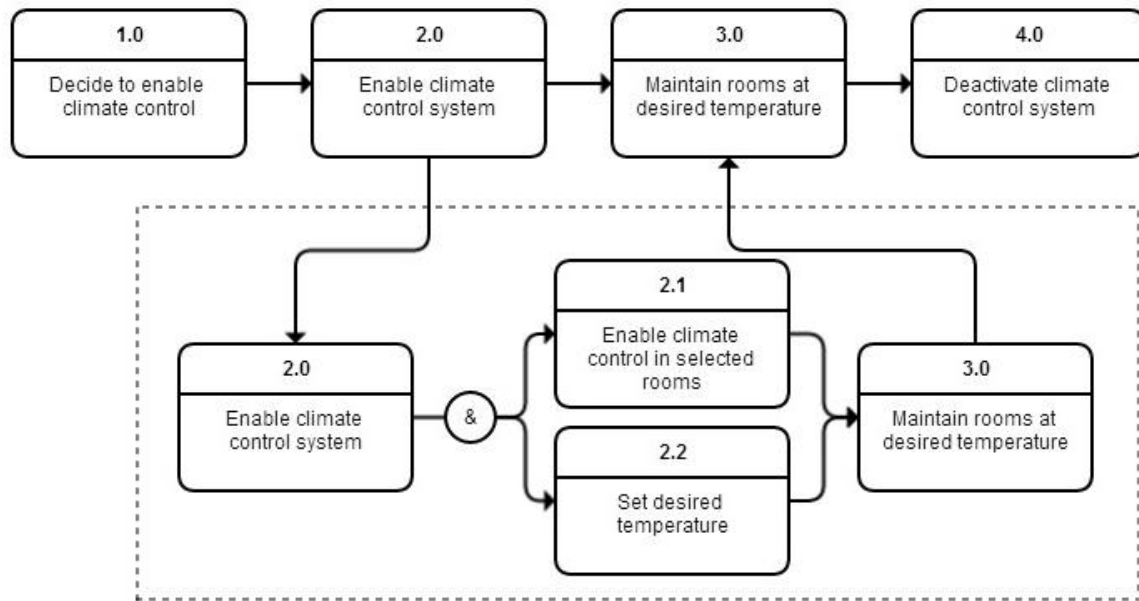 1.0
Decide to enable
climate control
2.0
Enable climate
control system
3.0
Maintain rooms at
desired temperature
4.0
Deactivate climate
control system
2.0
Enable climate
control system
&
2.1
Enable climate
control in selected
rooms
2.2
Set desired
temperature
3.0
Maintain rooms at
desired temperature